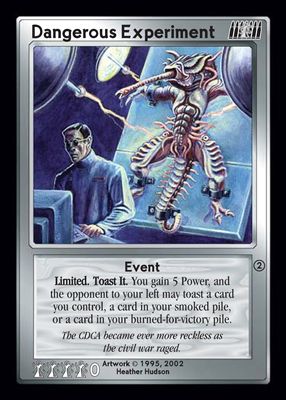 Dangerous Experiment
Event
②
Limited. Toast It. You gain 5 Power, and
the opponent to your left may toast a card
you control, a card in your smoked pile,
or a card in your burned-for-victory pile.
The CDCA became ever more reckless as
the civil war raged.
0
Artwork © 1995, 2002
Heather Hudson